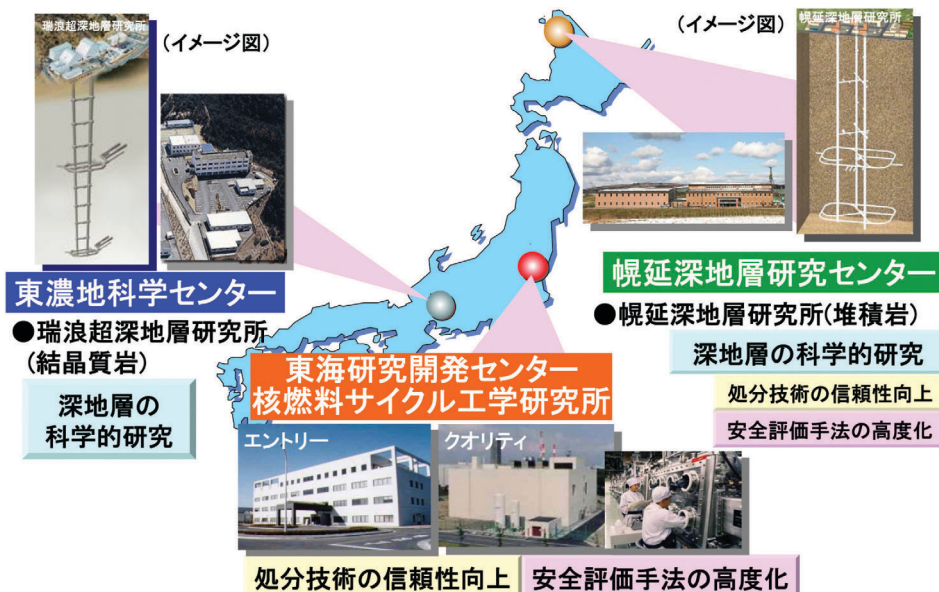 瑞浪超深地層研究所
(イメージ図)
東濃地科学センター
●瑞浪超深地層研究所
(結晶質岩)
深地層の
科学的研究
(イメージ図)
幌延深地層研究所
幌延深地層研究センター
●幌延深地層研究所(堆積岩)
深地層の科学的研究
処分技術の信頼性向上
安全評価手法の高度化
東海研究開発センター
核燃料サイクル工学研究所
エントリー
クオリティ
処分技術の信頼性向上
安全評価手法の高度化